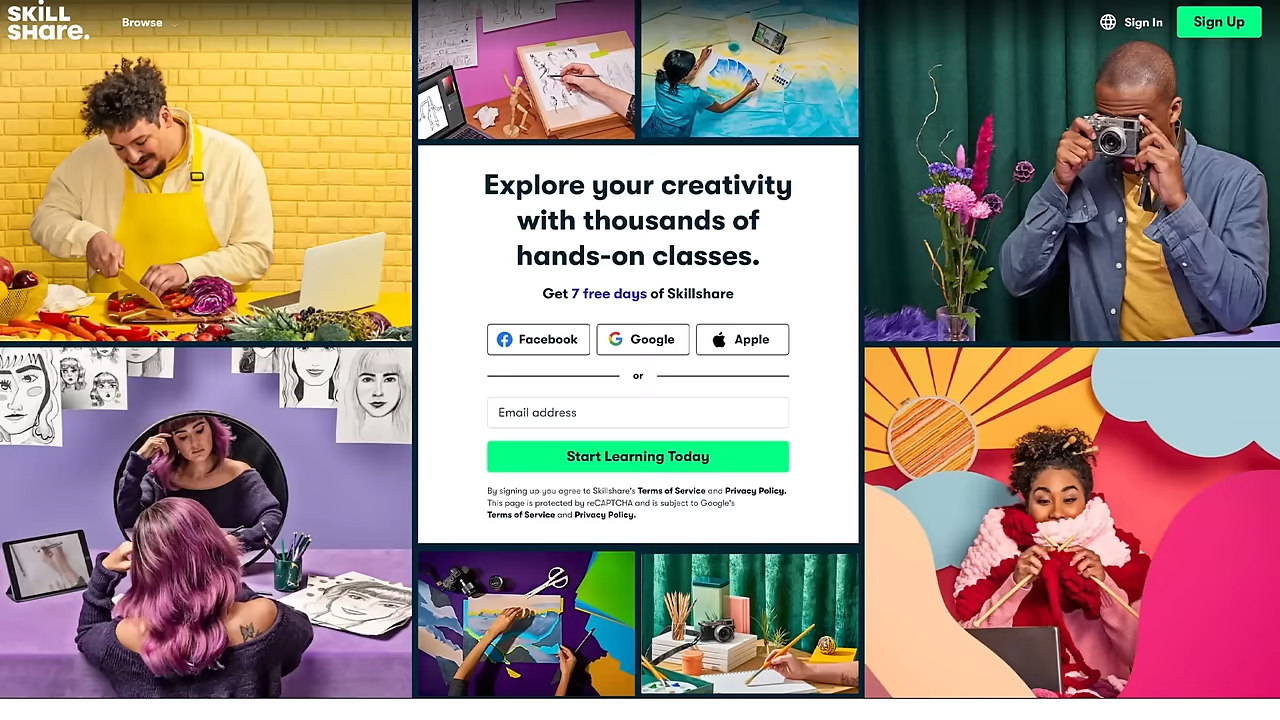 SKILL
SHARE.
Browse
Sign In
Sign Up
Explore your creativity
with thousands of
hands-on classes.
Get 7 free days of Skillshare
Facebook
Google
Apple
or
Email address
Start Learning Today
By signing up you agree to Skillshare's Terms of Service and Privacy Policy.
This page is protected by reCAPTCHA and is subject to Google's
Terms of Service and Privacy Policy.